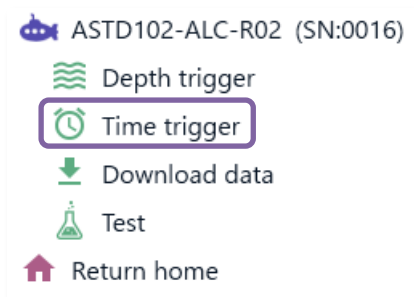 ASTD102-ALC-R02 (SN:0016)
Depth trigger
Time trigger
Download data
Test
Return home